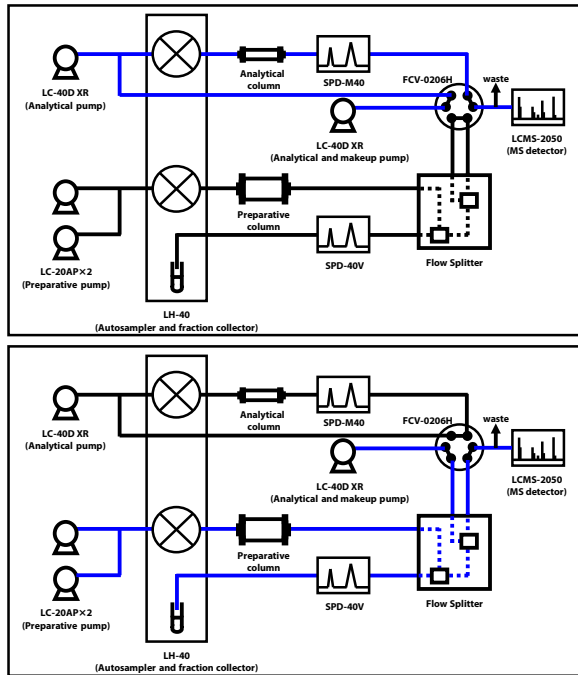 LC-40D XR
(Analytical pump)
Analytical
column
SPD-M40
FCV-0206H
waste
LC-40D XR
(Analytical and makeup pump)
LCMS-2050
(MS detector)
LC-20AP×2
(Preparative pump)
Preparative
column
SPD-40V
Flow Splitter
LH-40
(Autosampler and fraction collector)
LC-40D XR
(Analytical pump)
Analytical
column
SPD-M40
FCV-0206H
waste
LC-40D XR
(Analytical and makeup pump)
LCMS-2050
(MS detector)
LC-20AP×2
(Preparative pump)
Preparative
column
SPD-40V
Flow Splitter
LH-40
(Autosampler and fraction collector)